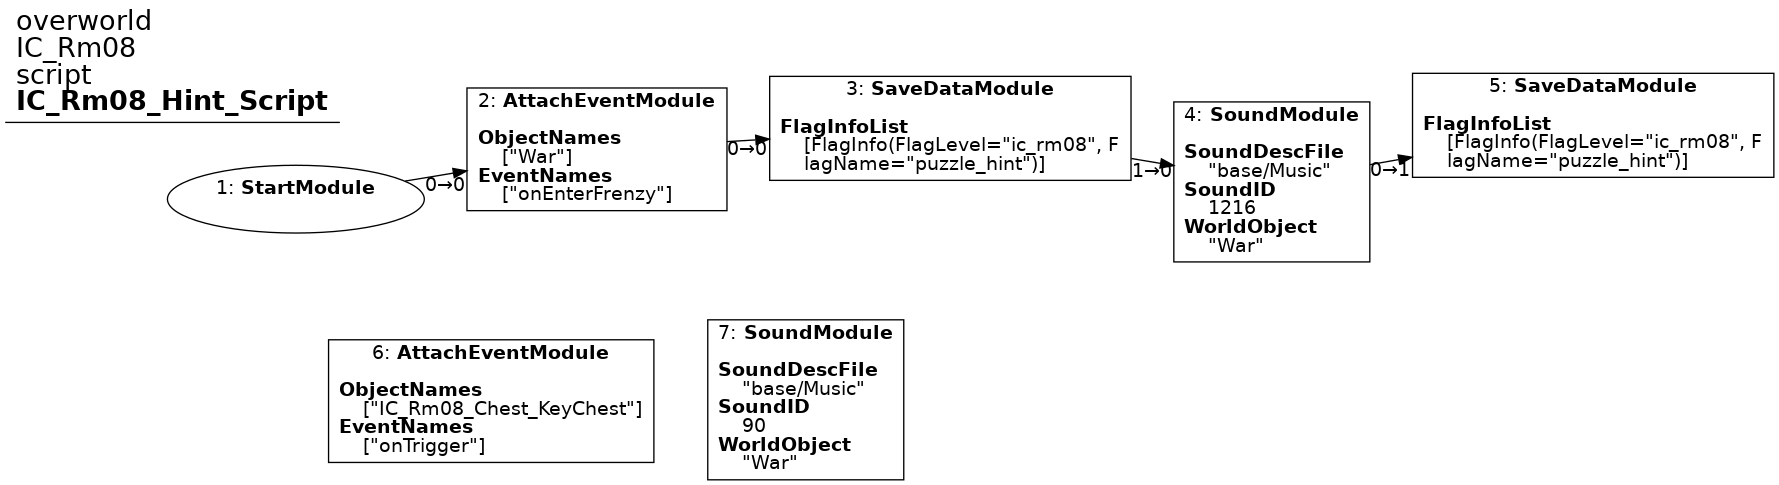 overworld
IC_Rm08
script
IC_Rm08_Hint_Script
1: StartModule
0→0
2: AttachEventModule
ObjectNames
["War"]
EventNames
["onEnterFrenzy"]
0→0
3: SaveDataModule
FlagInfoList
[FlagInfo(FlagLevel="ic_rm08", F
lagName="puzzle_hint")]
1→0
4: SoundModule
SoundDescFile
"base/Music"
SoundID
1216
WorldObject
"War"
0→1
5: SaveDataModule
FlagInfoList
[FlagInfo(FlagLevel="ic_rm08", F
lagName="puzzle_hint")]
6: AttachEventModule
ObjectNames
["IC_Rm08_Chest_KeyChest"]
EventNames
["onTrigger"]
7: SoundModule
SoundDescFile
"base/Music"
SoundID
90
WorldObject
"War"